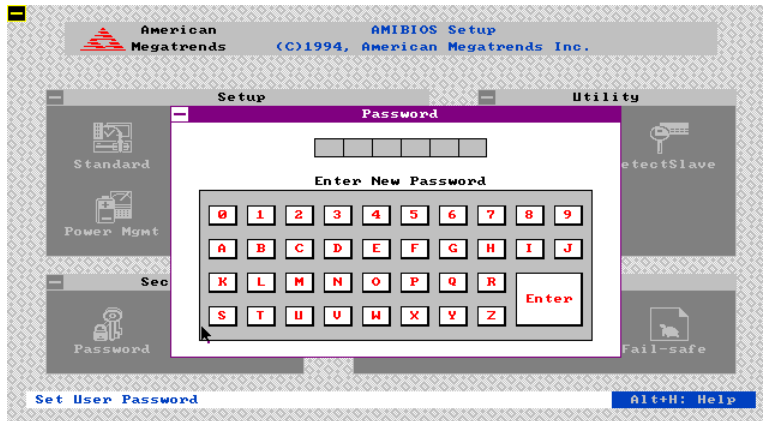 American
Megatrends
AMIBIOS Setup
(C)1994, American Megatrends Inc.
Setup
Utility
Password
Standard
etectSlave
Enter New Password
Power Mgmt
0 1 2 3 4 5 6 7 8 9
A B C D E F G H I J
K L M N O P Q R
Enter
S T U V W X Y Z
Sec
Password
Fail-safe
Set User Password
Alt+H: Help